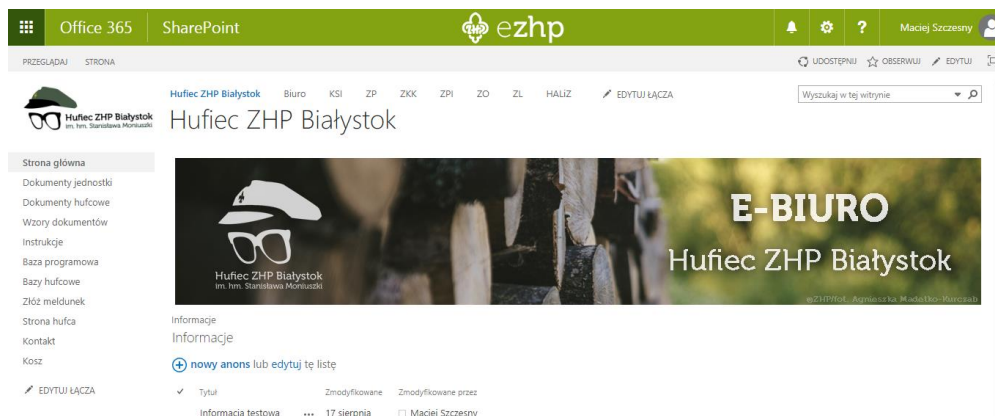 Office 365 SharePoint ezhp ? Maciej Szczesny
PRZEGLĄDAJ STRONA UDOSTĘPNIJ OBSERWUJ EDYTUJ
Hufiec ZHP Białystok Biuro KSI ZP ZKK ZPI ZO ZL HALiZ EDYTUJ ŁĄCZA
Wyszukaj w tej witrynie
Hufiec ZHP Białystok
im. hm. Stanisława Moniuszki
Hufiec ZHP Białystok
Strona główna
Dokumenty jednostki
Dokumenty hufcowe
Wzory dokumentów
Instrukcje
Baza programowa
Bazy hufcowe
Złóż meldunek
Strona hufca
Kontakt
Kosz
EDYTUJ ŁĄCZA
Hufiec ZHP Białystok
im. hm. Stanisława Moniuszki
E-BIURO
Hufiec ZHP Białystok
eZHP/fot. Agnieszka Madetko-Kurczab
Informacje
Informacje
nowy anons lub edytuj tę listę
Tytuł Zmodyfikowane Zmodyfikowane przez
Informacja testowa ... 17 sierpnia Maciej Szczesny